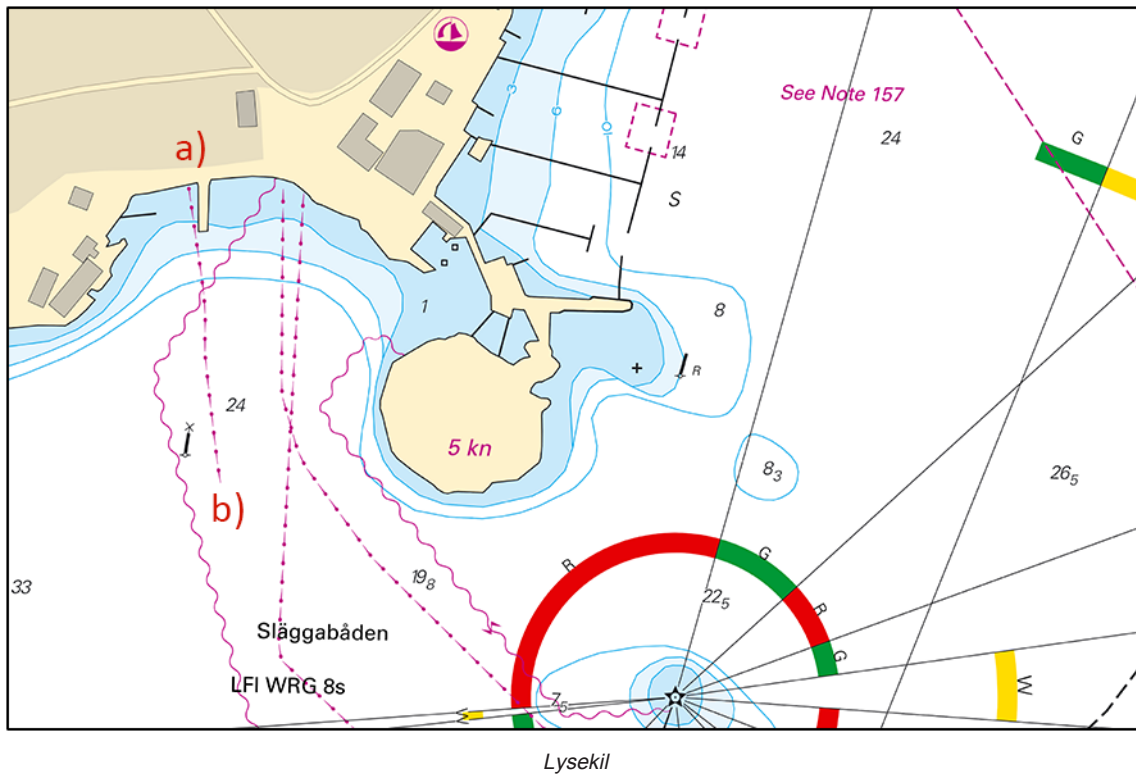 3
6
10
See Note 157
G
24
14
a)
S
1
8
R
24
5 kn
8₃
26₅
b)
G
R
19₈
33
22₅
R
Släggabåden
G
LFl WRG 8s
W
7₅
W
Lysekil